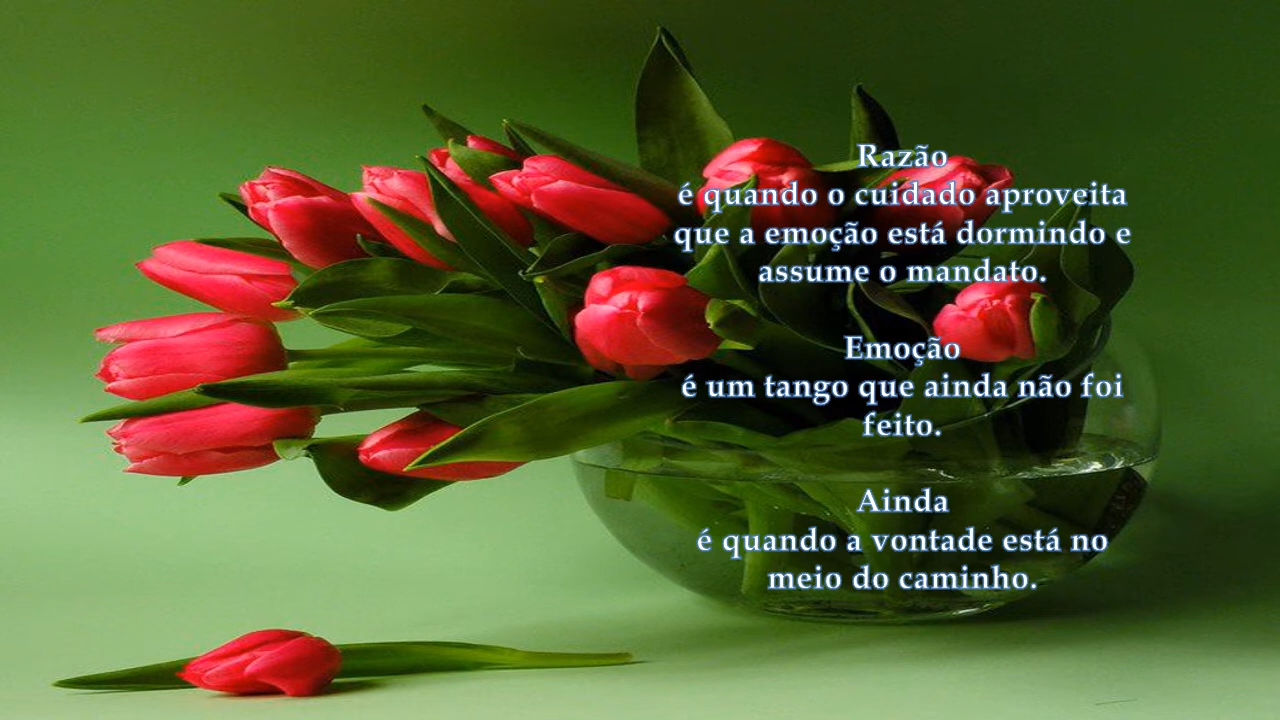 Razão
é quando o cuidado aproveita
que a emoção está dormindo e
assume o mandato.
Emoção
é um tango que ainda não foi
feito.
Ainda
é quando a vontade está no
meio do caminho.